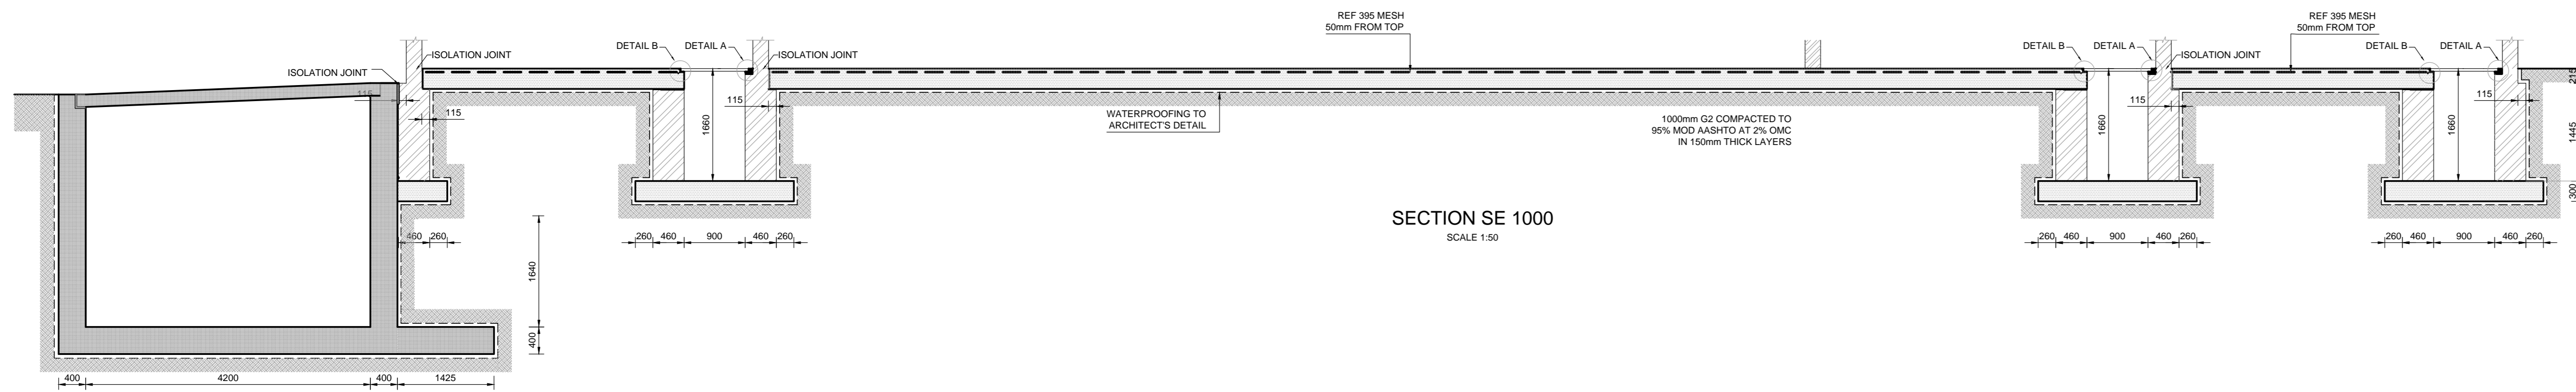 REF 395 MESH
50mm FROM TOP
REF 395 MESH
50mm FROM TOP
DETAIL B
DETAIL A
DETAIL B
DETAIL A
DETAIL B
DETAIL A
ISOLATION JOINT
ISOLATION JOINT
ISOLATION JOINT
ISOLATION JOINT
215
115
115
115
115
115
WATERPROOFING TO
ARCHITECT'S DETAIL
1000mm G2 COMPACTED TO
95% MOD AASHTO AT 2% OMC
IN 150mm THICK LAYERS
1660
1660
1660
1445
300
SECTION SE 1000
SCALE 1:50
460 260
260 460 900 460 260
260 460 900 460 260
260 460 900 460 260
1640
400
400 4200 400 1425